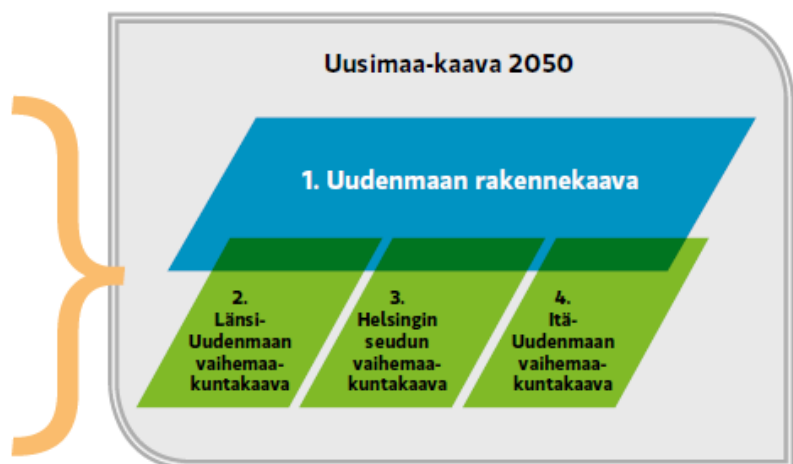 Uusimaa-kaava 2050
1. Uudenmaan rakennekaava
2.
Länsi-
Uudenmaan
vaihemaa-
kuntakaava
3.
Helsingin
seudun
vaihemaa-
kuntakaava
4.
Itä-
Uudenmaan
vaihemaa-
kuntakaava